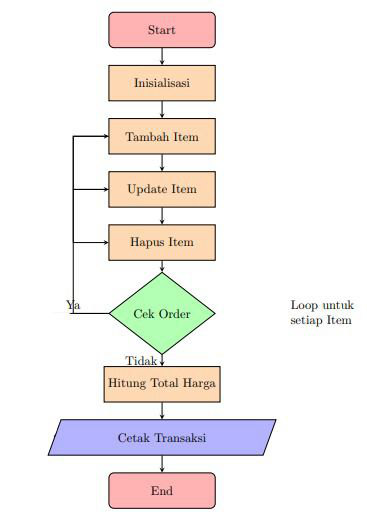 Start
Inisialisasi
Tambah Item
Update Item
Hapus Item
Ya
Cek Order
Loop untuk
setiap Item
Tidak
Hitung Total Harga
Cetak Transaksi
End